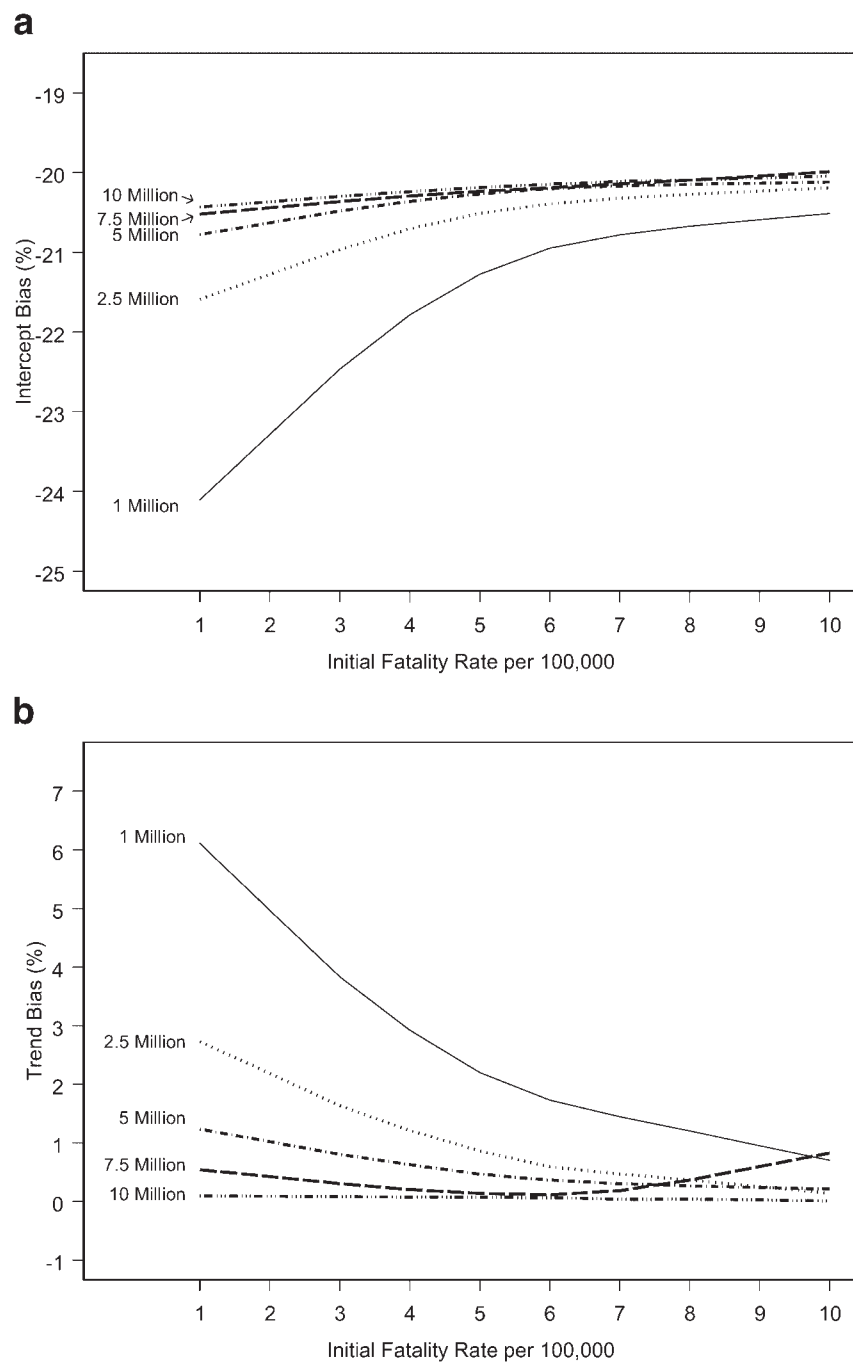 a
-19
-20
-21
-22
-23
-24
-25
Intercept Bias (%)
10 Million
7.5 Million
5 Million
2.5 Million
1 Million
1 2 3 4 5 6 7 8 9 10
Initial Fatality Rate per 100,000
b
7
6
5
4
3
2
1
0
-1
Trend Bias (%)
1 Million
2.5 Million
5 Million
7.5 Million
10 Million
1 2 3 4 5 6 7 8 9 10
Initial Fatality Rate per 100,000